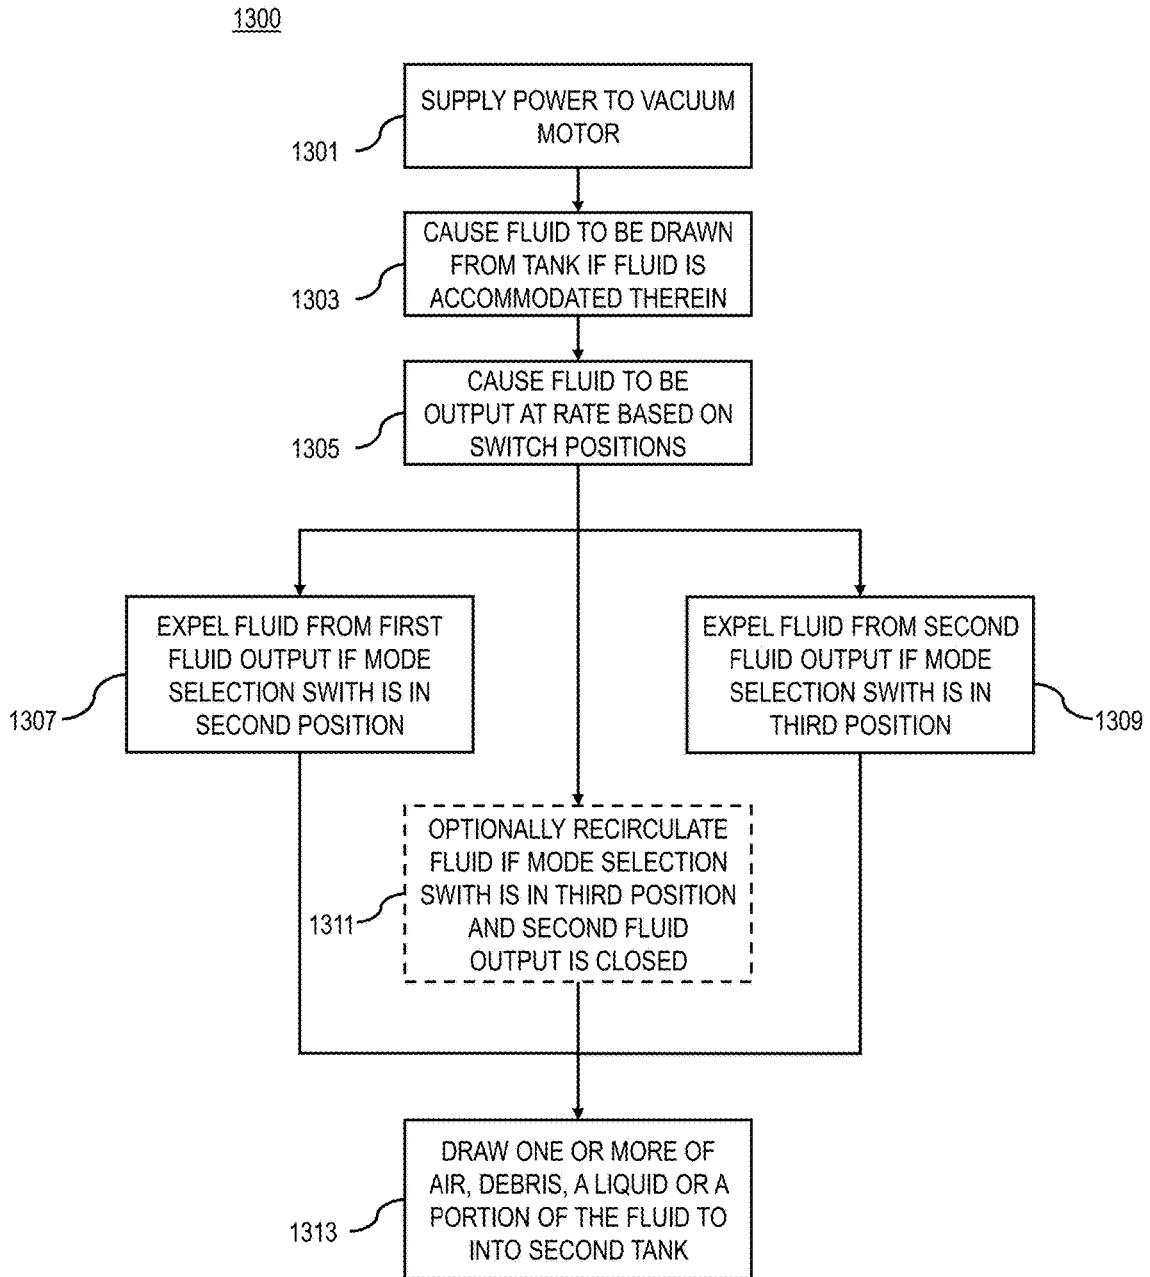 1300
SUPPLY POWER TO VACUUM
MOTOR
1301
CAUSE FLUID TO BE DRAWN
FROM TANK IF FLUID IS
ACCOMMODATED THEREIN
1303
CAUSE FLUID TO BE
OUTPUT AT RATE BASED ON
SWITCH POSITIONS
1305
EXPEL FLUID FROM FIRST
FLUID OUTPUT IF MODE
SELECTION SWITH IS IN
SECOND POSITION
1307
EXPEL FLUID FROM SECOND
FLUID OUTPUT IF MODE
SELECTION SWITH IS IN
THIRD POSITION
1309
OPTIONALLY RECIRCULATE
FLUID IF MODE SELECTION
SWITH IS IN THIRD POSITION
AND SECOND FLUID
OUTPUT IS CLOSED
1311
DRAW ONE OR MORE OF
AIR, DEBRIS, A LIQUID OR A
PORTION OF THE FLUID TO
INTO SECOND TANK
1313